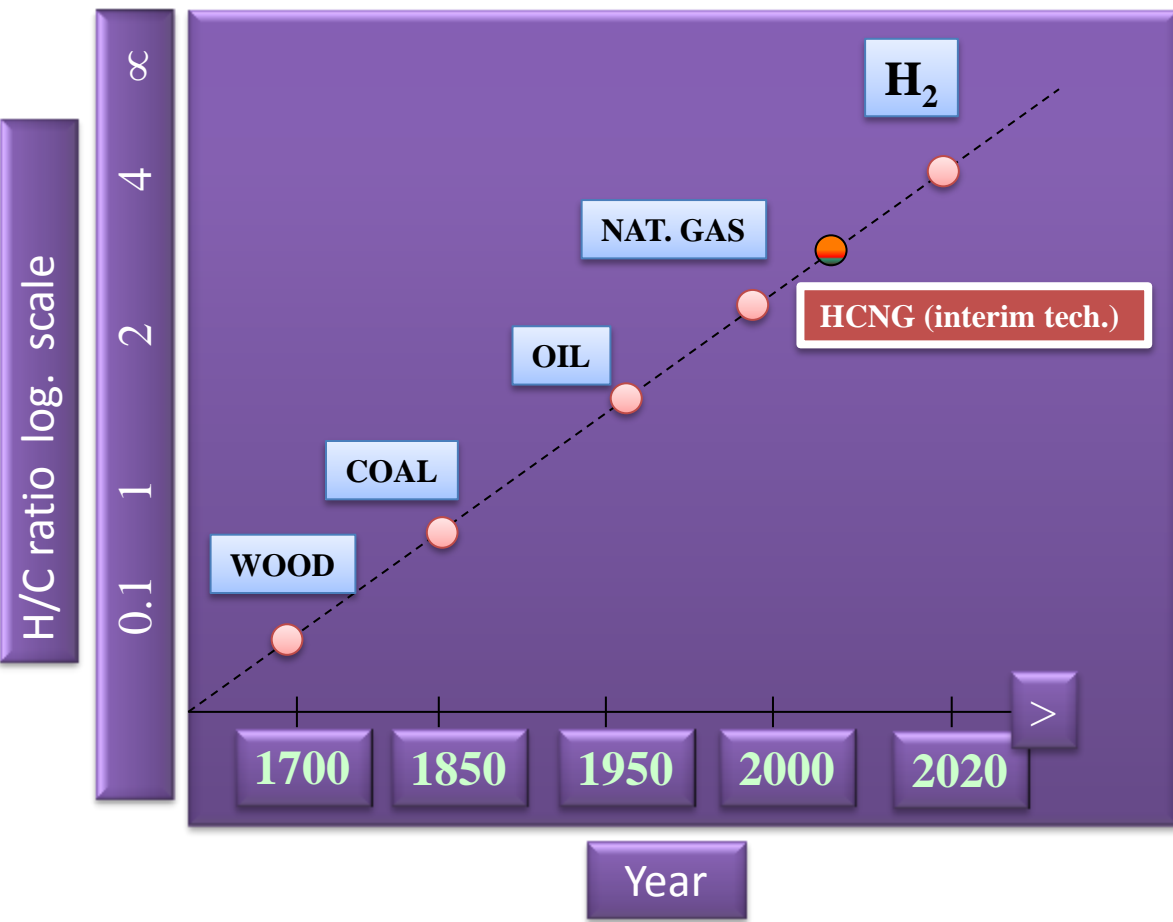 H/C ratio log. scale
∝
4
2
1
0.1
H₂
NAT. GAS
HCNG (interim tech.)
OIL
COAL
WOOD
>
1700 1850 1950 2000 2020
Year